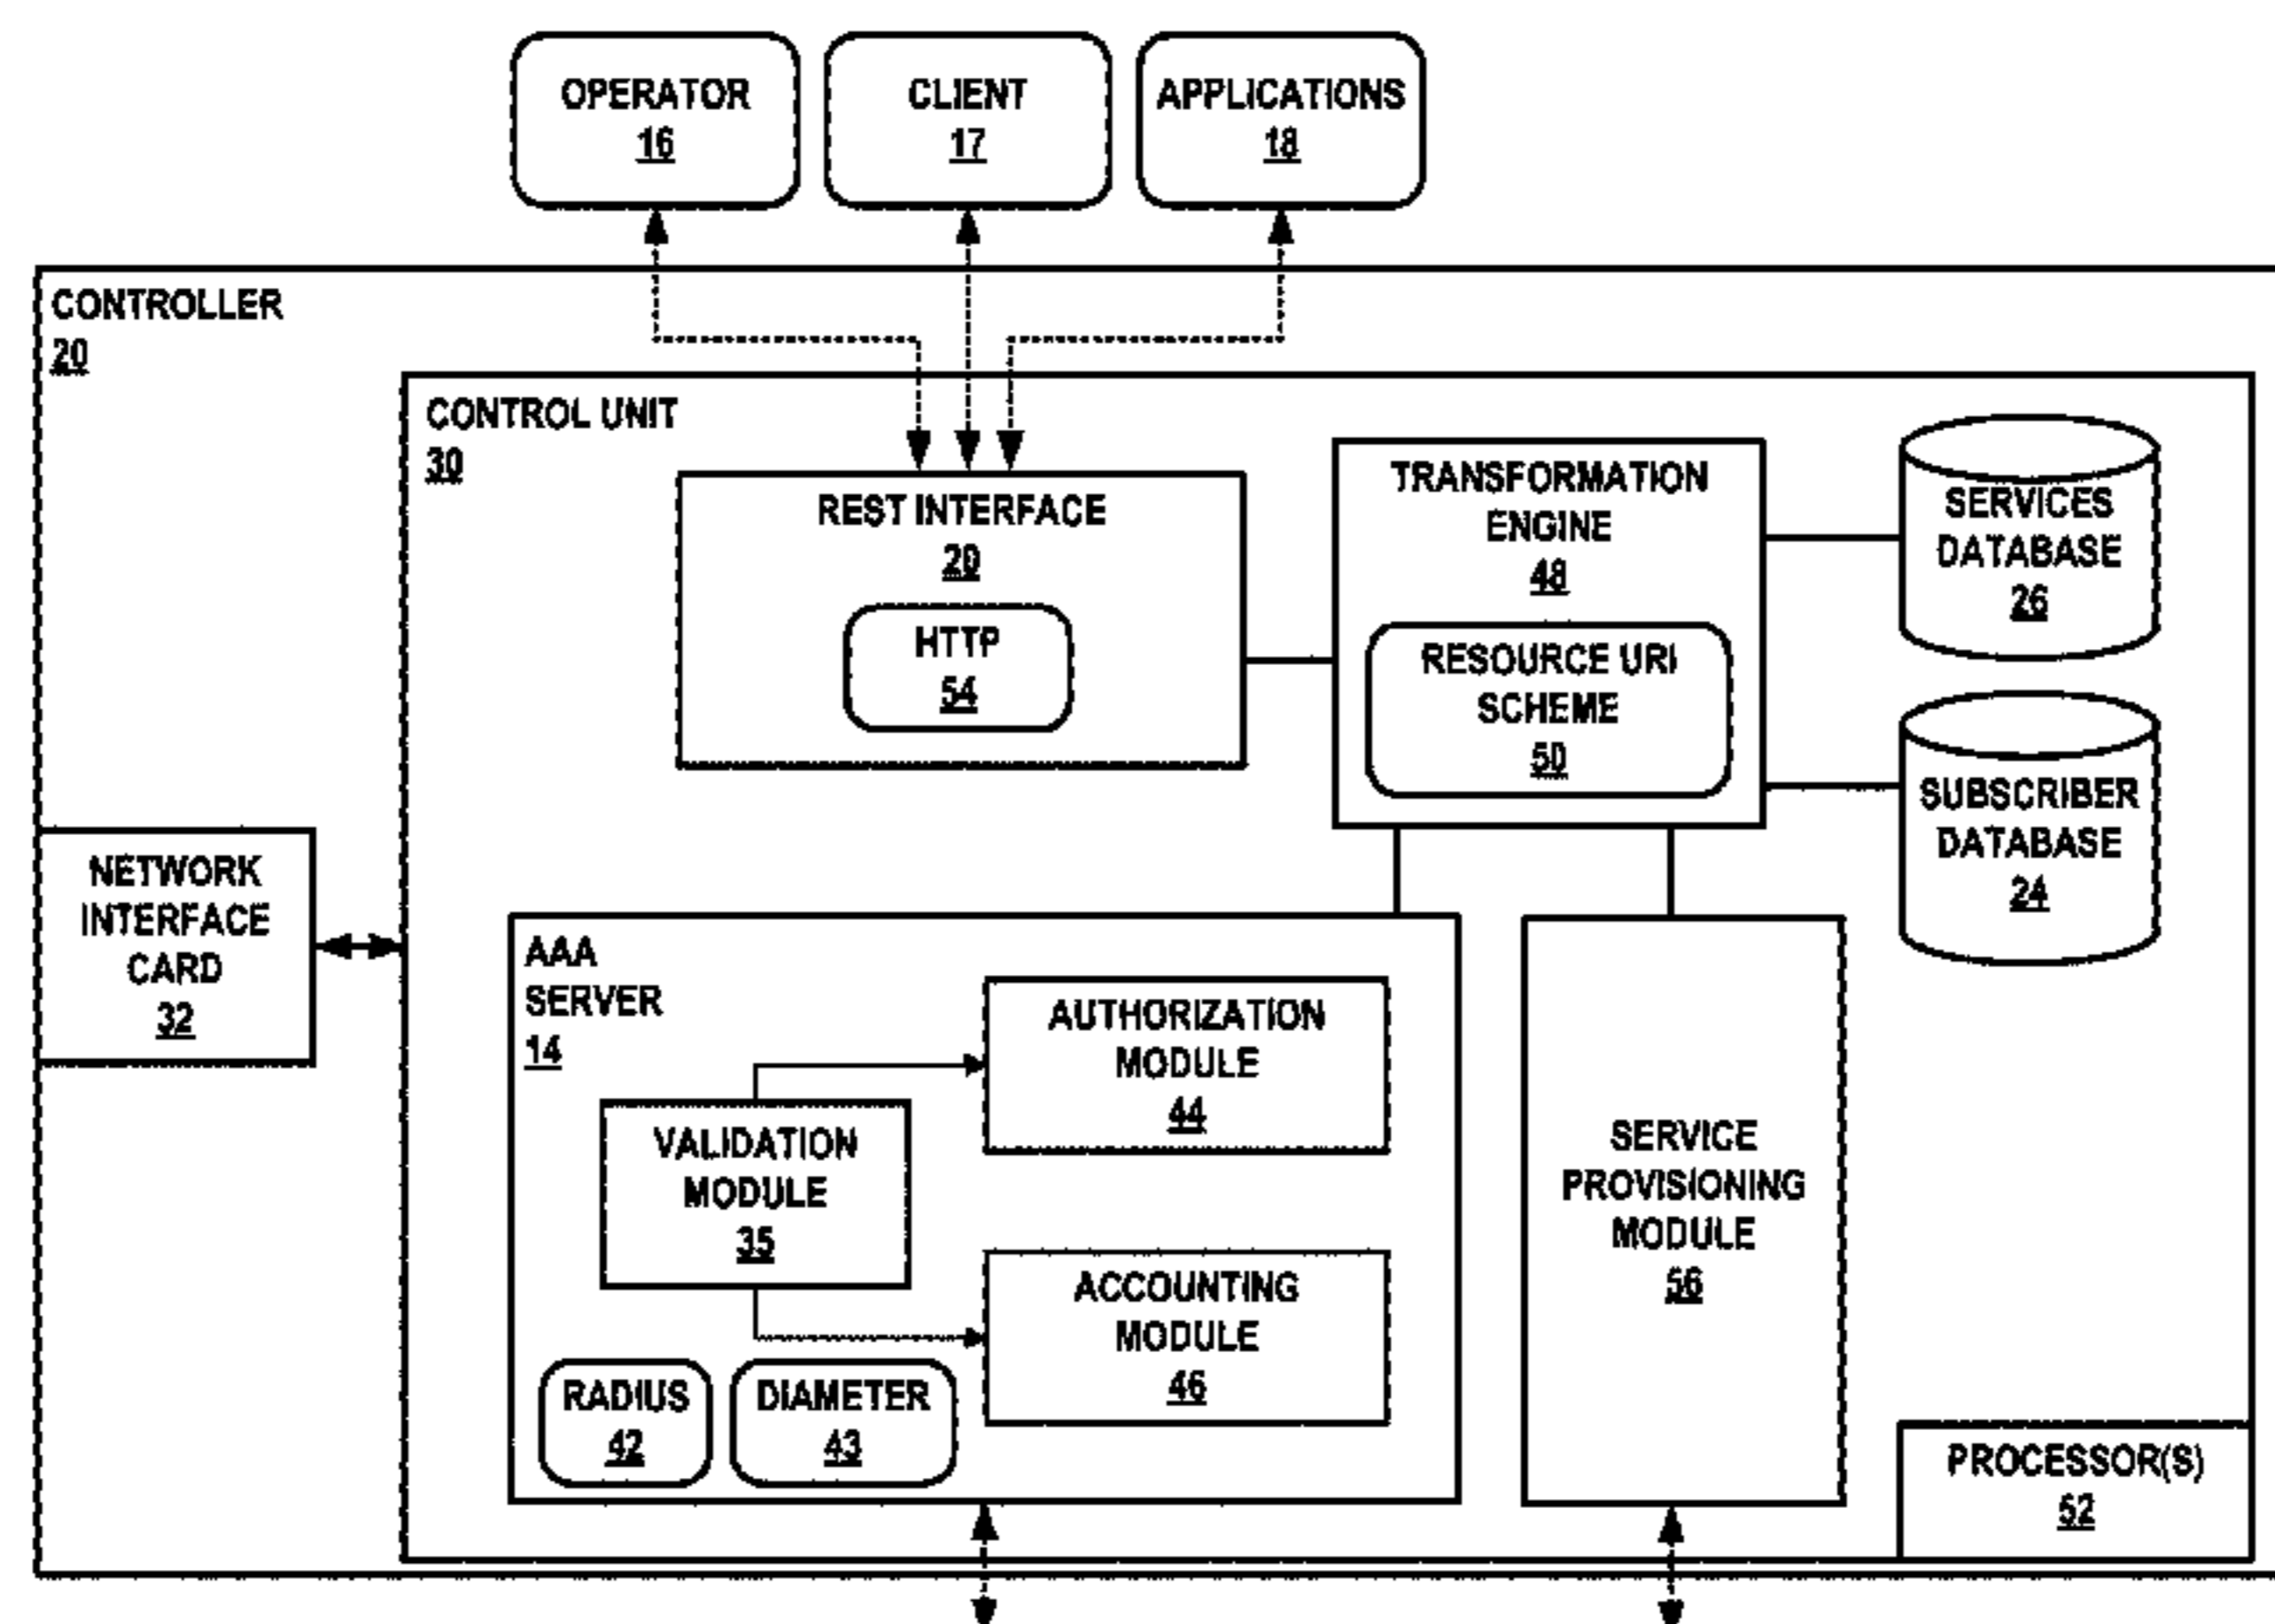 OPERATOR
16
CLIENT
17
APPLICATIONS
18
CONTROLLER
20
CONTROL UNIT
30
REST INTERFACE
20
HTTP
54
TRANSFORMATION
ENGINE
48
RESOURCE URI
SCHEME
50
SERVICES
DATABASE
26
SUBSCRIBER
DATABASE
24
NETWORK
INTERFACE
CARD
32
AAA
SERVER
14
AUTHORIZATION
MODULE
44
VALIDATION
MODULE
35
ACCOUNTING
MODULE
46
RADIUS
42
DIAMETER
43
SERVICE
PROVISIONING
MODULE
56
PROCESSOR(S)
52